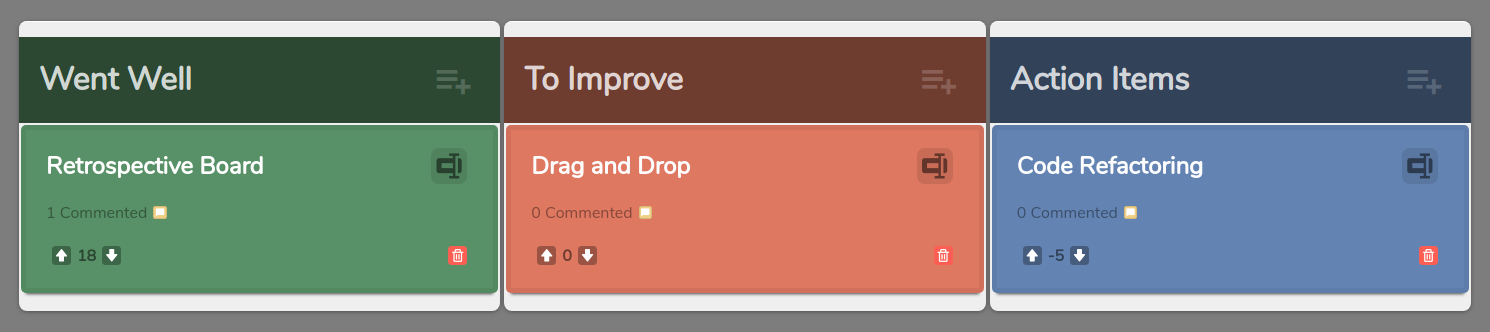 Went Well
Retrospective Board
1 Commented
18
To Improve
Drag and Drop
0 Commented
0
Action Items
Code Refactoring
0 Commented
-5